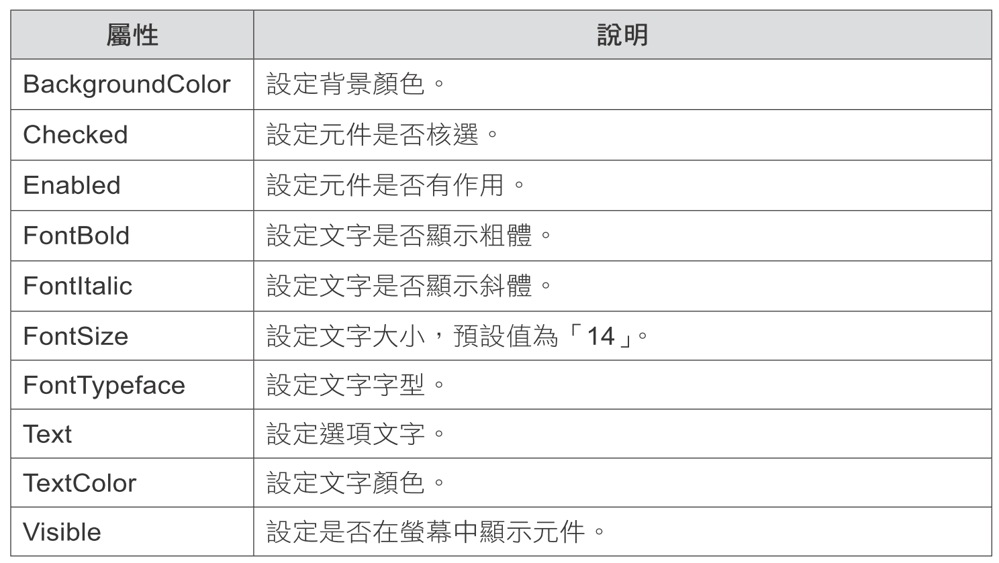 屬性 說明
BackgroundColor 設定背景顏色。
Checked 設定元件是否核選。
Enabled 設定元件是否有作用。
FontBold 設定文字是否顯示粗體。
FontItalic 設定文字是否顯示斜體。
FontSize 設定文字大小，預設值為「14」。
FontTypeface 設定文字字型。
Text 設定選項文字。
TextColor 設定文字顏色。
Visible 設定是否在螢幕中顯示元件。